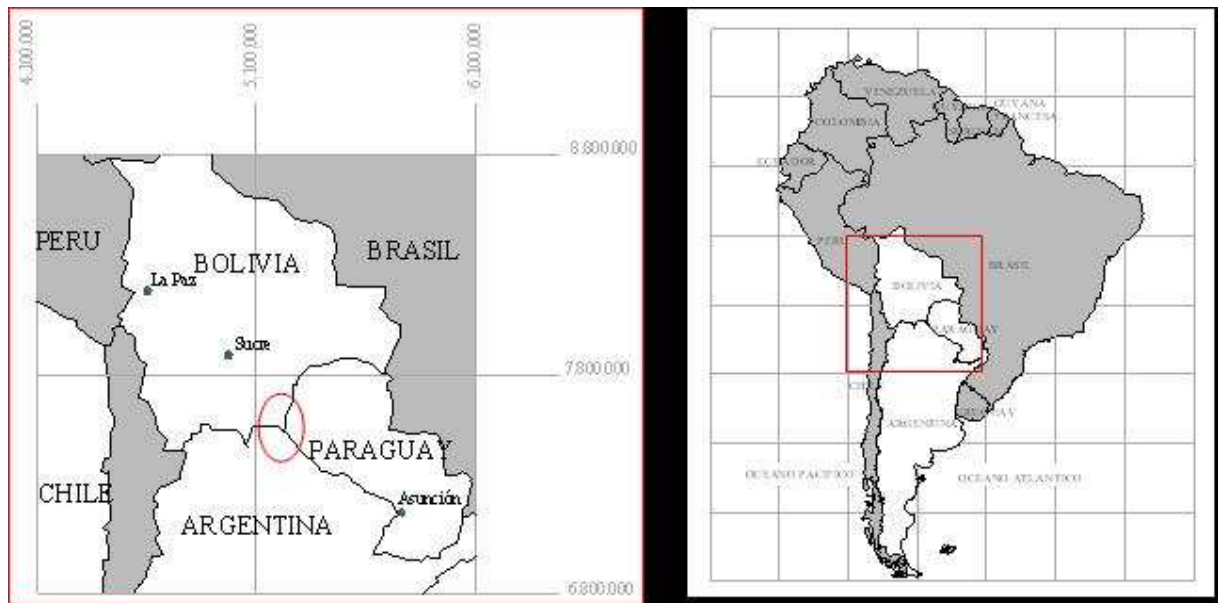 4.100.000
5.100.000
6.100.000
8.800.000
PERU
BOLIVIA
BRASIL
La Paz
Sucre
7.800.000
PARAGUAY
CHILE
Asunción
ARGENTINA
6.800.000
VENEZUELA
GUYANA
COLOMBIA
ECUADOR
PERU
BRASIL
BOLIVIA
PARAGUAY
ARGENTINA
OCEANO PACIFICO
OCEANO ATLANTICO